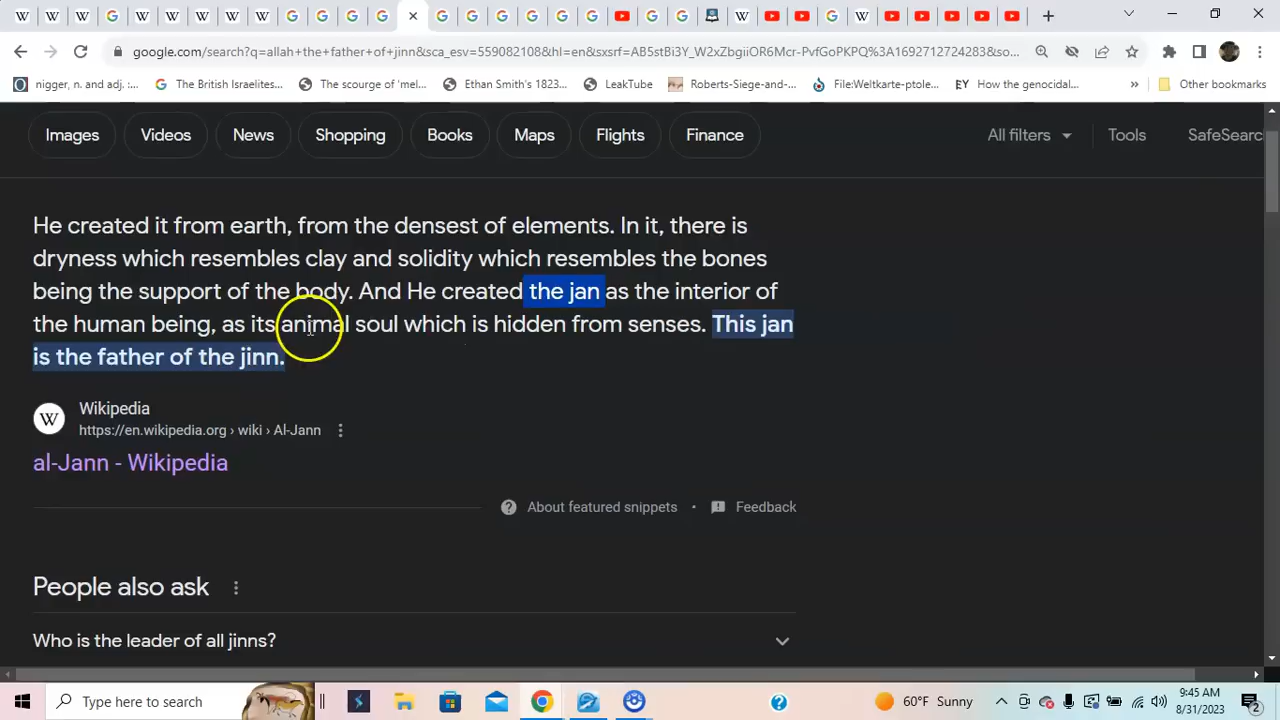 google.com/search?q=allah+the+father+of+jinn&sca_esv=559082108&hl=en&sxsrf=AB5stBi3Y_W2xZbgiiOR6Mcr-PvfGoPKPQ%3A1692712724283&so...
nigger, n. and adj. :... The British Israelites... The scourge of 'mel... Ethan Smith's 1823... LeakTube Roberts-Siege-and-... File:Weltkarte-ptole... EY How the genocidal... » Other bookmarks
Images Videos News Shopping Books Maps Flights Finance All filters Tools SafeSearc
He created it from earth, from the densest of elements. In it, there is
dryness which resembles clay and solidity which resembles the bones
being the support of the body. And He created the jan as the interior of
the human being, as its animal soul which is hidden from senses. This jan
is the father of the jinn.
W Wikipedia
https://en.wikipedia.org › wiki › Al-Jann
al-Jann - Wikipedia
About featured snippets • Feedback
People also ask
Who is the leader of all jinns?
Type here to search 60°F Sunny 9:45 AM
8/31/2023 2